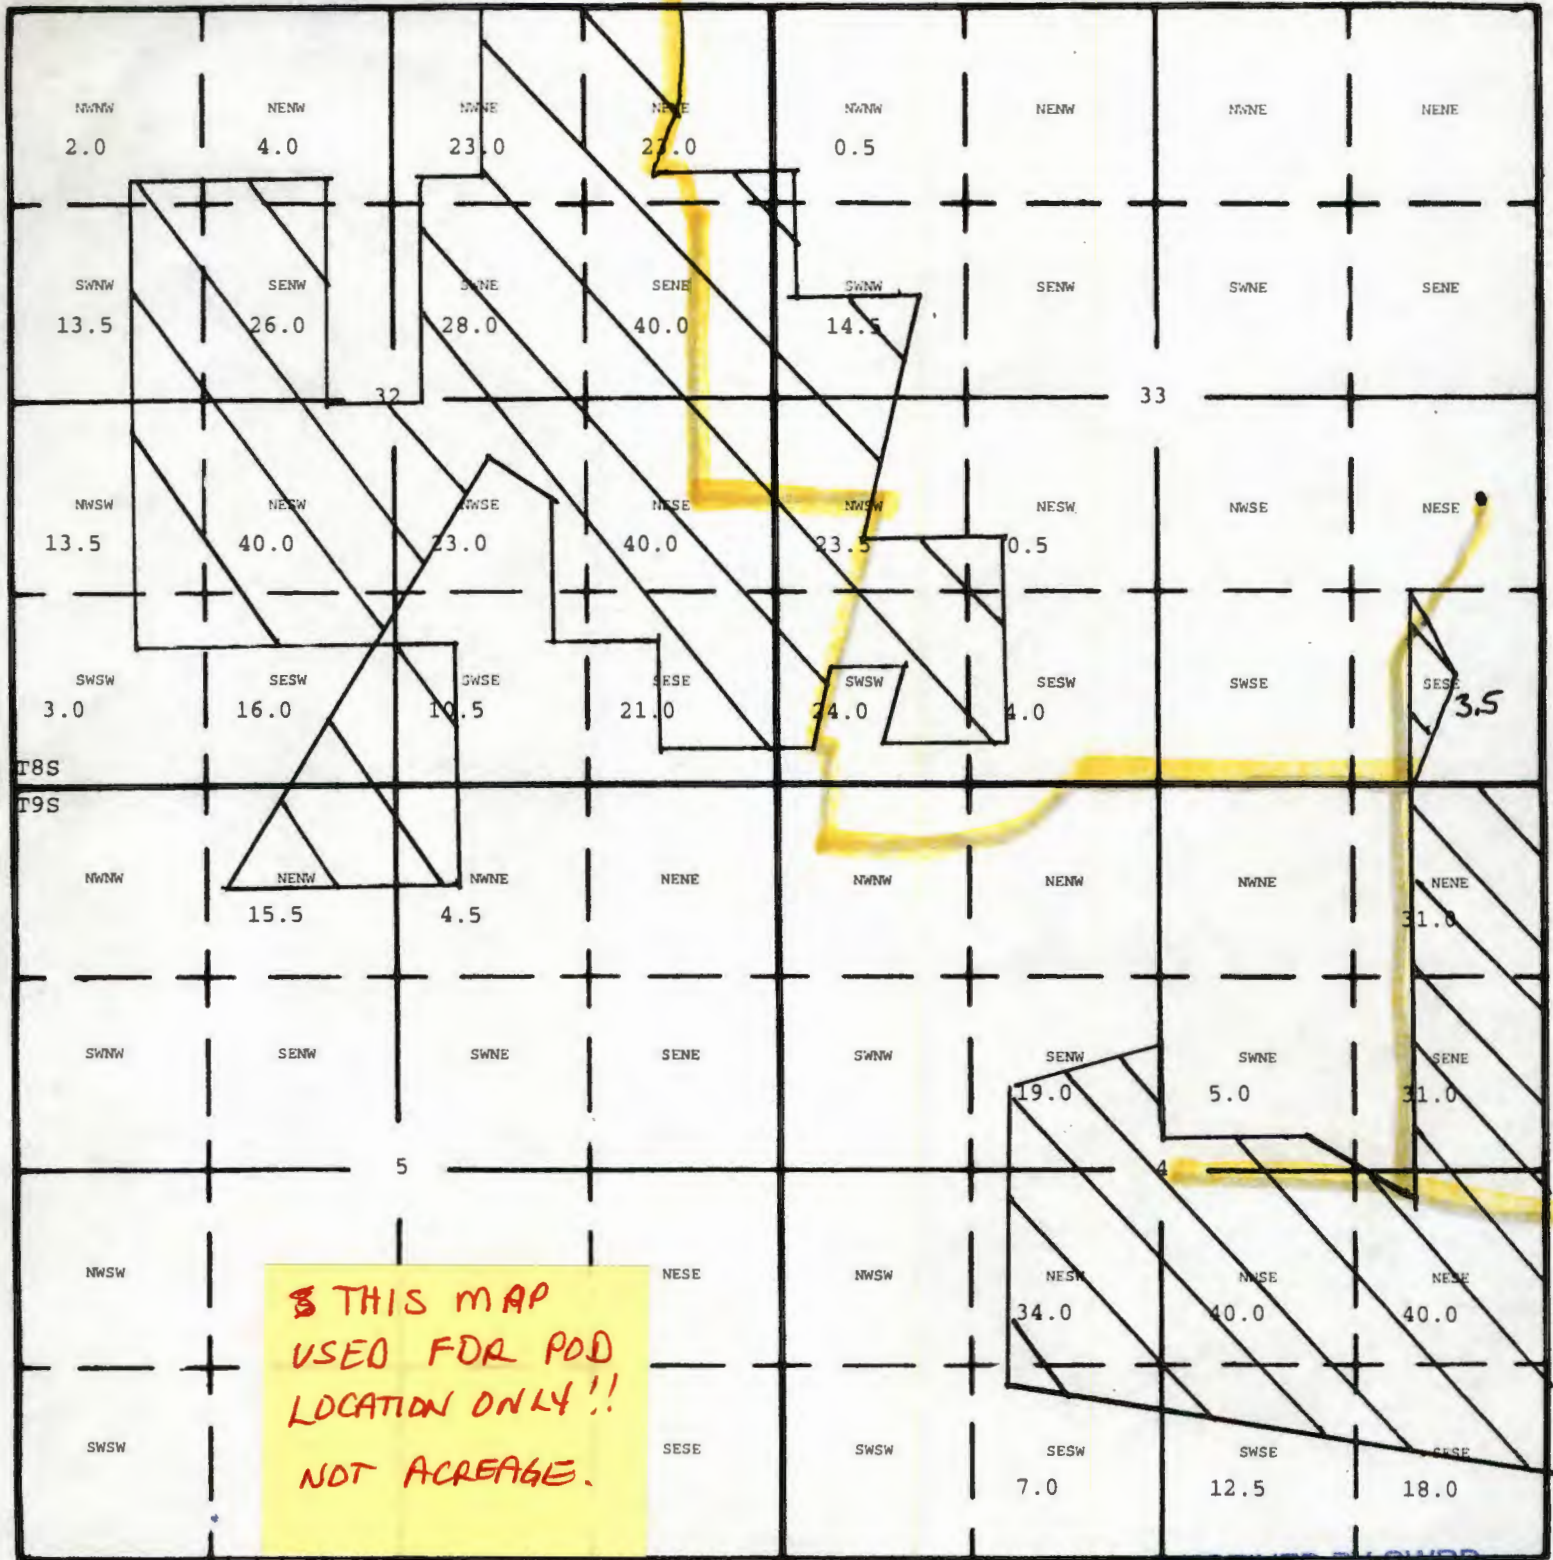 NWNW NENW NWNE NENE NWNW NENW NWNE NENE
2.0 4.0 23.0 23.0 0.5
SWNW SENW SWNE SENE SWNW SENW SWNE SENE
13.5 26.0 28.0 40.0 14.5
32 33
NWSW NESW NWSE NESE NWSW NESW NWSE NESE
13.5 40.0 23.0 40.0 23.5 0.5
SWSW SESW SWSE SESE SWSW SESW SWSE SESE
3.0 16.0 10.5 21.0 24.0 4.0 3.5
T8S
T9S
NWNW NENW NWNE NENE NWNW NENW NWNE NENE
15.5 4.5 31.0
SWNW SENW SWNE SENE SWNW SENW SWNE SENE
19.0 5.0 31.0
5 4
NWSW NESE NWSW NESW NWSE NESE
34.0 40.0 40.0
THIS MAP
USED FOR POD
LOCATION ONLY!!
NOT ACREAGE.
SWSW SESE SWSW SESW SWSE SESE
7.0 12.5 18.0